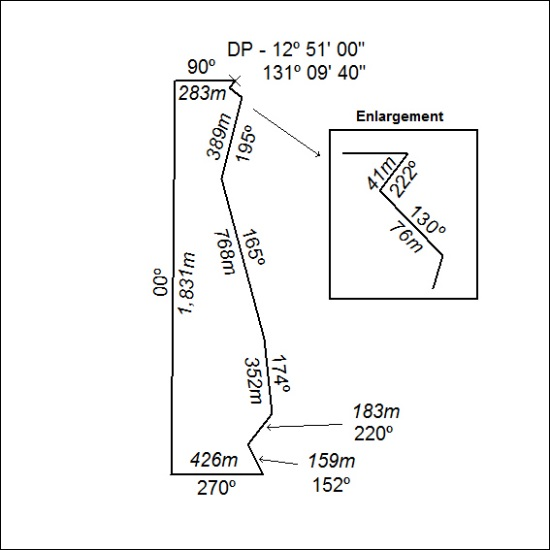 DP - 12º 51' 00"
131º 09' 40"
90º
283m
389m
195º
Enlargement
41m
222º
130º
76m
165º
768m
00º
1,831m
174º
352m
183m
220º
426m
159m
270º
152º